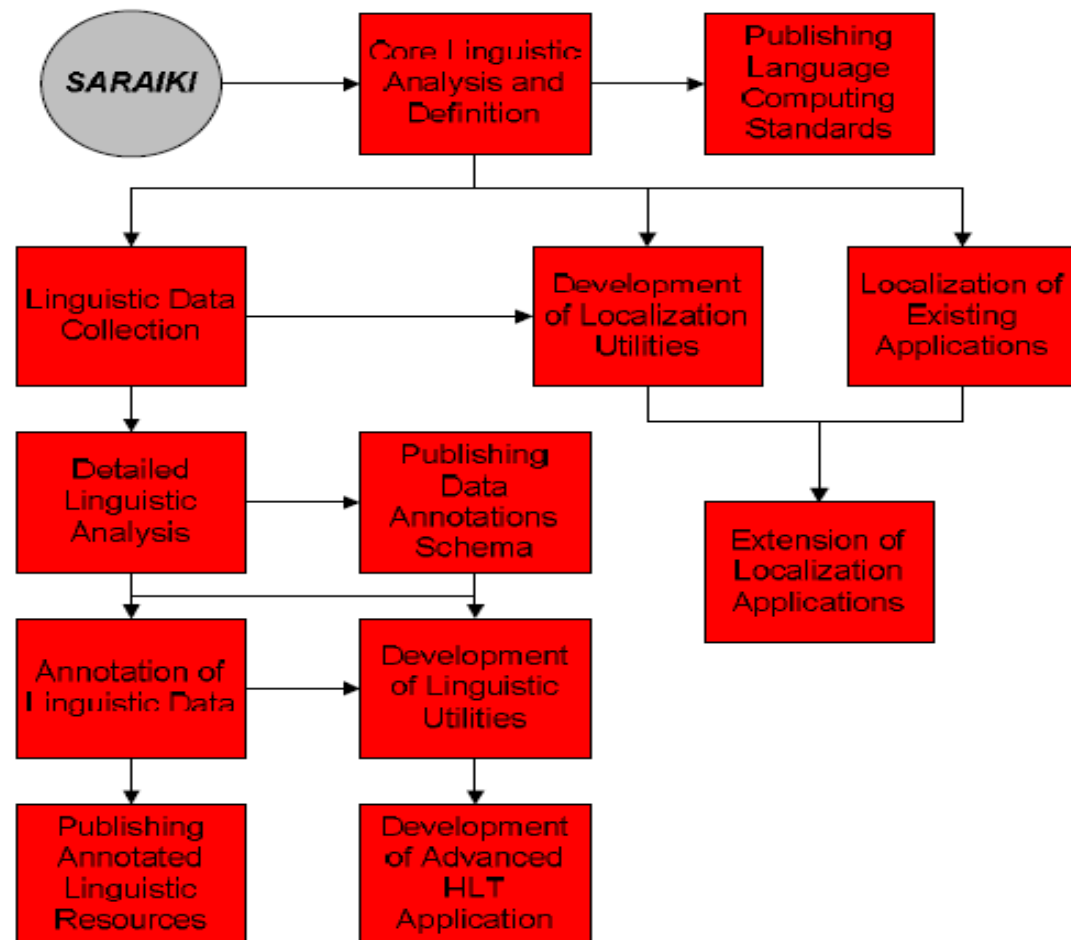 SARAIKI
Core Linguistic
Analysis and
Definition
Publishing
Language
Computing
Standards
Linguistic Data
Collection
Development
of Localization
Utilities
Localization of
Existing
Applications
Detailed
Linguistic
Analysis
Publishing
Data
Annotations
Schema
Extension of
Localization
Applications
Annotation of
Linguistic Data
Development
of Linguistic
Utilities
Publishing
Annotated
Linguistic
Resources
Development
of Advanced
HLT
Application